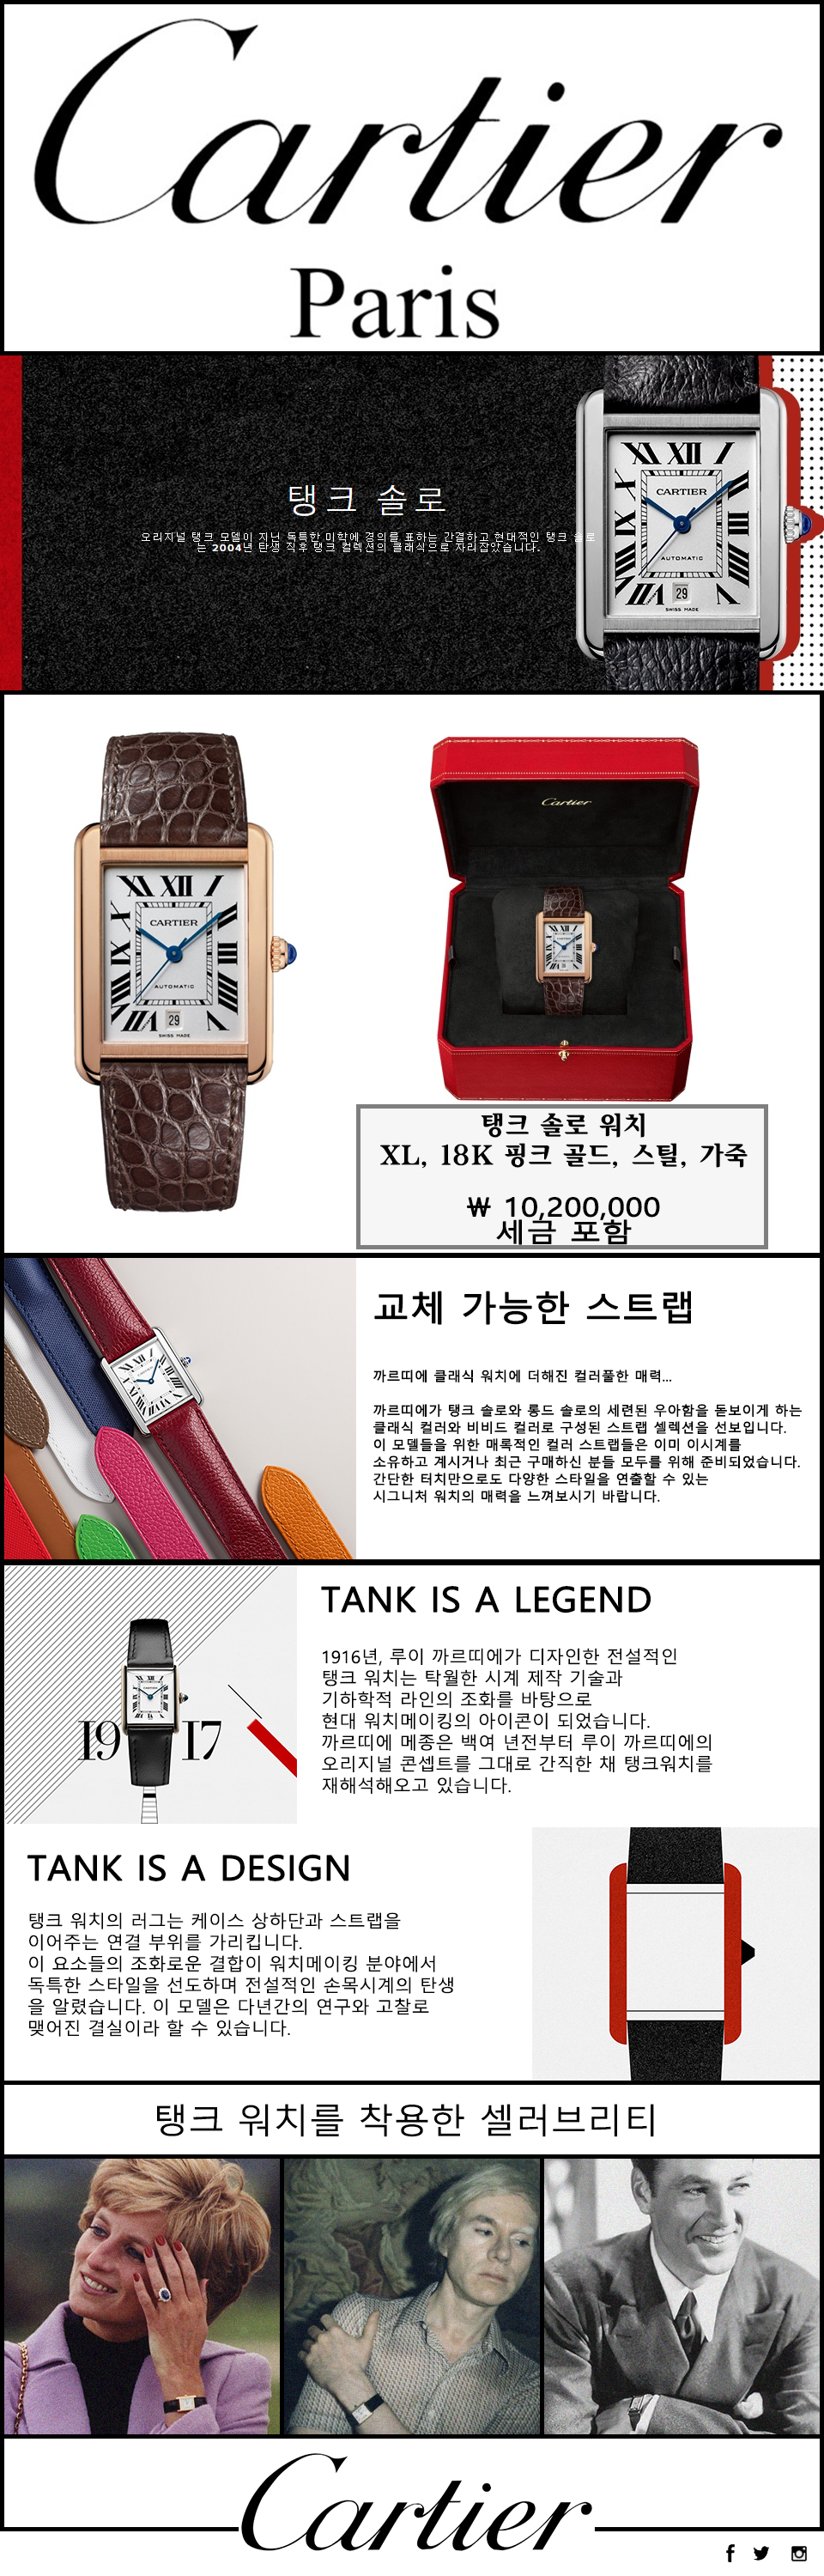 Cartier
Paris
탱크 솔로
오리지널 탱크 모델이 지닌 독특한 미학에 경의를 표하는 간결하고 현대적인 탱크 솔로
는 2004년 탄생 직후 탱크 컬렉션의 클래식으로 자리잡았습니다.
CARTIER
AUTOMATIC
29
SWISS MADE
CARTIER
AUTOMATIC
29
SWISS MADE
Cartier
탱크 솔로 워치
XL, 18K 핑크 골드, 스틸, 가죽
₩ 10,200,000
세금 포함
교체 가능한 스트랩
까르띠에 클래식 워치에 더해진 컬러풀한 매력...
까르띠에가 탱크 솔로와 롱드 솔로의 세련된 우아함을 돋보이게 하는
클래식 컬러와 비비드 컬러로 구성된 스트랩 셀렉션을 선보입니다.
이 모델들을 위한 매록적인 컬러 스트랩들은 이미 이시계를
소유하고 계시거나 최근 구매하신 분들 모두를 위해 준비되었습니다.
간단한 터치만으로도 다양한 스타일을 연출할 수 있는
시그니처 워치의 매력을 느껴보시기 바랍니다.
TANK IS A LEGEND
1916년, 루이 까르띠에가 디자인한 전설적인
탱크 워치는 탁월한 시계 제작 기술과
기하학적 라인의 조화를 바탕으로
현대 워치메이킹의 아이콘이 되었습니다.
까르띠에 메종은 백여 년전부터 루이 까르띠에의
오리지널 콘셉트를 그대로 간직한 채 탱크워치를
재해석해오고 있습니다.
19 17
TANK IS A DESIGN
탱크 워치의 러그는 케이스 상하단과 스트랩을
이어주는 연결 부위를 가리킵니다.
이 요소들의 조화로운 결합이 워치메이킹 분야에서
독특한 스타일을 선도하며 전설적인 손목시계의 탄생
을 알렸습니다. 이 모델은 다년간의 연구와 고찰로
맺어진 결실이라 할 수 있습니다.
탱크 워치를 착용한 셀러브리티
Cartier